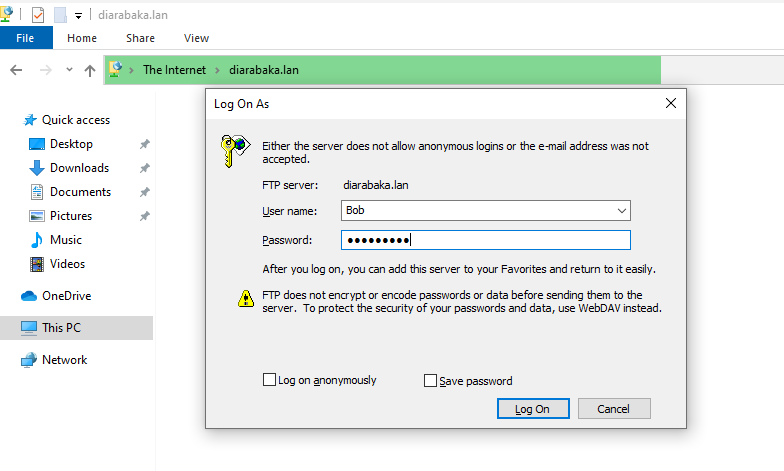 diarabaka.lan
File Home Share View
The Internet diarabaka.lan
Quick access
Desktop
Downloads
Documents
Pictures
Music
Videos
OneDrive
This PC
Network
Log On As
Either the server does not allow anonymous logins or the e-mail address was not
accepted.
FTP server: diarabaka.lan
User name: Bob
Password: ●●●●●●●●●
After you log on, you can add this server to your Favorites and return to it easily.
FTP does not encrypt or encode passwords or data before sending them to the
server. To protect the security of your passwords and data, use WebDAV instead.
Log on anonymously Save password
Log On Cancel